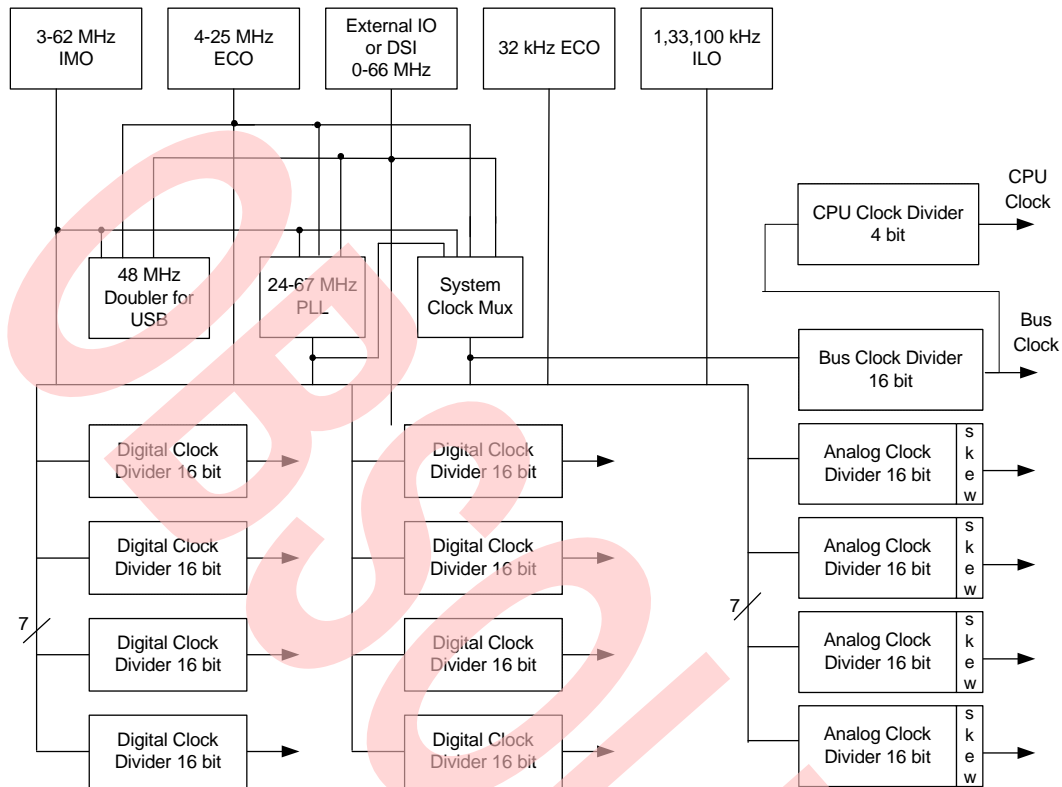 3-62 MHz
IMO
4-25 MHz
ECO
External IO
or DSI
0-66 MHz
32 kHz ECO
1,33,100 kHz
ILO
48 MHz
Doubler for
USB
24-67 MHz
PLL
System
Clock Mux
CPU Clock Divider
4 bit
CPU
Clock
Bus Clock Divider
16 bit
Bus
Clock
Digital Clock
Divider 16 bit
Digital Clock
Divider 16 bit
Analog Clock
Divider 16 bit
s
k
e
w
Digital Clock
Divider 16 bit
Digital Clock
Divider 16 bit
Analog Clock
Divider 16 bit
s
k
e
w
7
7
Digital Clock
Divider 16 bit
Digital Clock
Divider 16 bit
Analog Clock
Divider 16 bit
s
k
e
w
Digital Clock
Divider 16 bit
Digital Clock
Divider 16 bit
Analog Clock
Divider 16 bit
s
k
e
w
OBSOL